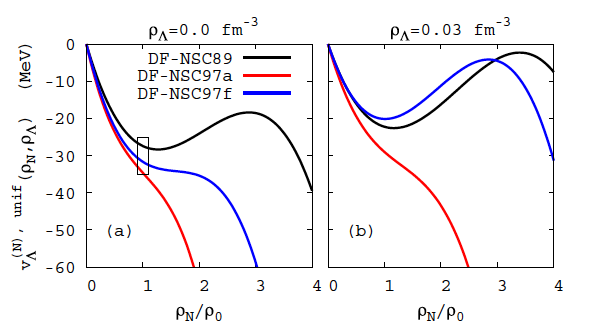 ρΛ=0.0 fm⁻³
ρΛ=0.03 fm⁻³
vΛ(N), unif (ρN,ρΛ) (MeV)
0
-10
-20
-30
-40
-50
-60
DF-NSC89
DF-NSC97a
DF-NSC97f
(a)
(b)
0 1 2 3 4
0 1 2 3 4
ρN/ρ0
ρN/ρ0